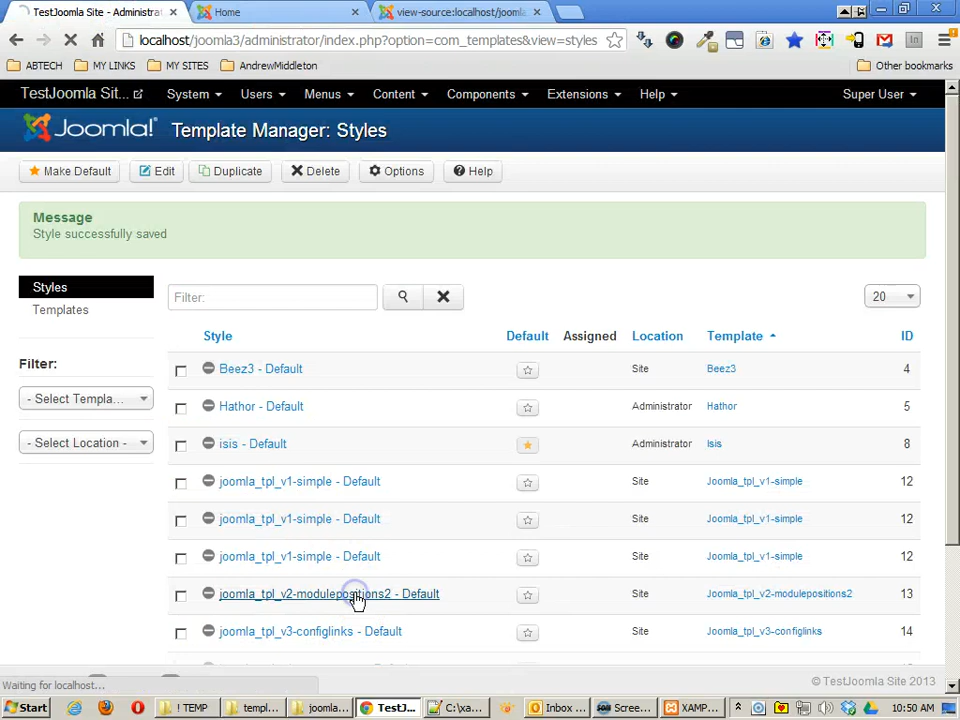 TestJoomla Site - Administrat
Home
view-source:localhost/jooml
localhost/joomla3/administrator/index.php?option=com_templates&view=styles
ABTECH
MY LINKS
MY SITES
AndrewMiddleton
Other bookmarks
TestJoomla Sit...
System
Users
Menus
Content
Components
Extensions
Help
Super User
Joomla!
Template Manager: Styles
Make Default
Edit
Duplicate
Delete
Options
Help
Message
Style successfully saved
Styles
Templates
Filter:
20
Style Default Assigned Location Template ID
Filter:
- Select Templa...
- Select Location -
Beez3 - Default Site Beez3 4
Hathor - Default Administrator Hathor 5
isis - Default Administrator Isis 8
joomla_tpl_v1-simple - Default Site Joomla_tpl_v1-simple 12
joomla_tpl_v1-simple - Default Site Joomla_tpl_v1-simple 12
joomla_tpl_v1-simple - Default Site Joomla_tpl_v1-simple 12
joomla_tpl_v2-modulepositions2 - Default Site Joomla_tpl_v2-modulepositions2 13
joomla_tpl_v3-configlinks - Default Site Joomla_tpl_v3-configlinks 14
Waiting for localhost...
© TestJoomla Site 2013
Start
! TEMP
templ...
joomla...
TestJ...
C:\xa...
Inbox ...
Scree...
XAMP...
10:50 AM